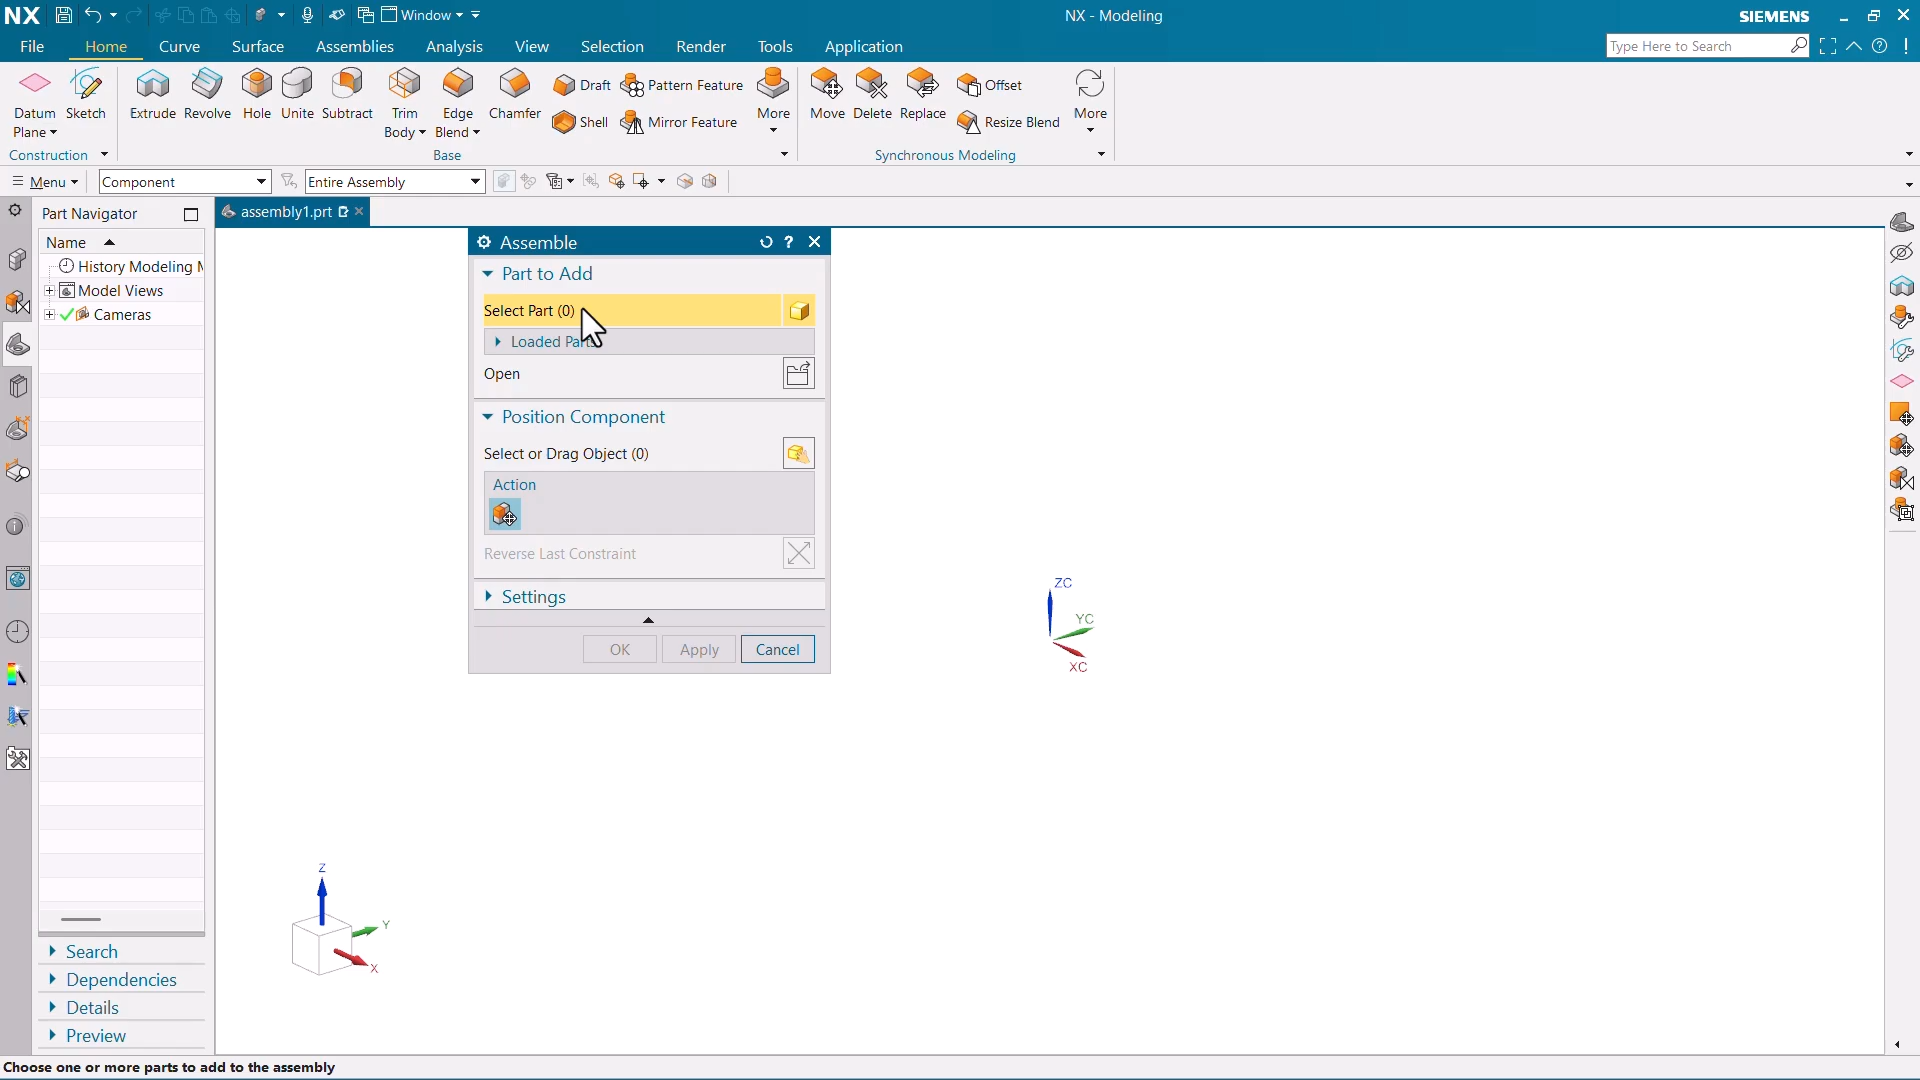 NX
Window
NX - Modeling
SIEMENS
File
Home
Curve
Surface
Assemblies
Analysis
View
Selection
Render
Tools
Application
Type Here to Search
Datum
Plane
Sketch
Extrude
Revolve
Hole
Unite
Subtract
Trim
Body
Edge
Blend
Chamfer
Draft
Shell
Pattern Feature
Mirror Feature
More
Move
Delete
Replace
Offset
Resize Blend
More
Construction
Base
Synchronous Modeling
Menu
Component
Entire Assembly
Part Navigator
assembly1.prt
Name
History Modeling
Model Views
Cameras
Assemble
Part to Add
Select Part (0)
Loaded Parts
Open
Position Component
Select or Drag Object (0)
Action
Reverse Last Constraint
Settings
OK
Apply
Cancel
ZC
YC
XC
Z
Y
X
Search
Dependencies
Details
Preview
Choose one or more parts to add to the assembly